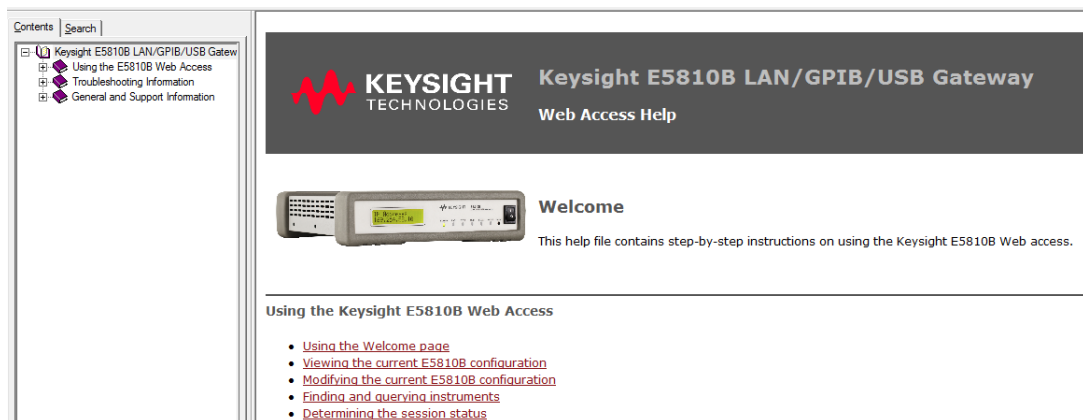 Contents Search
Keysight E5810B LAN/GPIB/USB Gatew
Using the E5810B Web Access
Troubleshooting Information
General and Support Information
KEYSIGHT
TECHNOLOGIES
Keysight E5810B LAN/GPIB/USB Gateway
Web Access Help
Welcome
This help file contains step-by-step instructions on using the Keysight E5810B Web access.
Using the Keysight E5810B Web Access
Using the Welcome page
Viewing the current E5810B configuration
Modifying the current E5810B configuration
Finding and querying instruments
Determining the session status